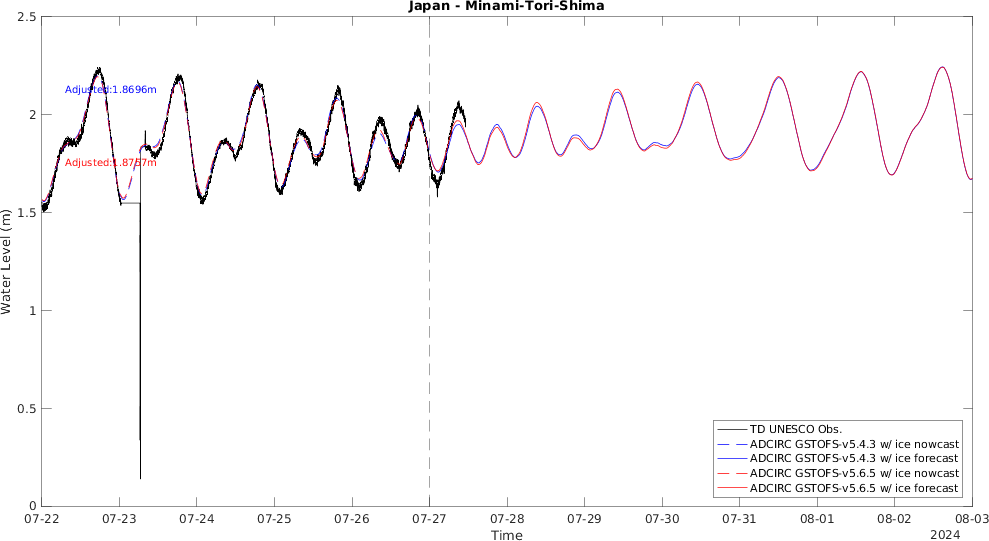 Japan - Minami-Tori-Shima
2.5
2
1.5
1
0.5
0
Water Level (m)
Adjusted:1.8696m
Adjusted:1.8767m
TD UNESCO Obs.
ADCIRC GSTOFS-v5.4.3 w/ ice nowcast
ADCIRC GSTOFS-v5.4.3 w/ ice forecast
ADCIRC GSTOFS-v5.6.5 w/ ice nowcast
ADCIRC GSTOFS-v5.6.5 w/ ice forecast
07-22 07-23 07-24 07-25 07-26 07-27 07-28 07-29 07-30 07-31 08-01 08-02 08-03
Time
2024